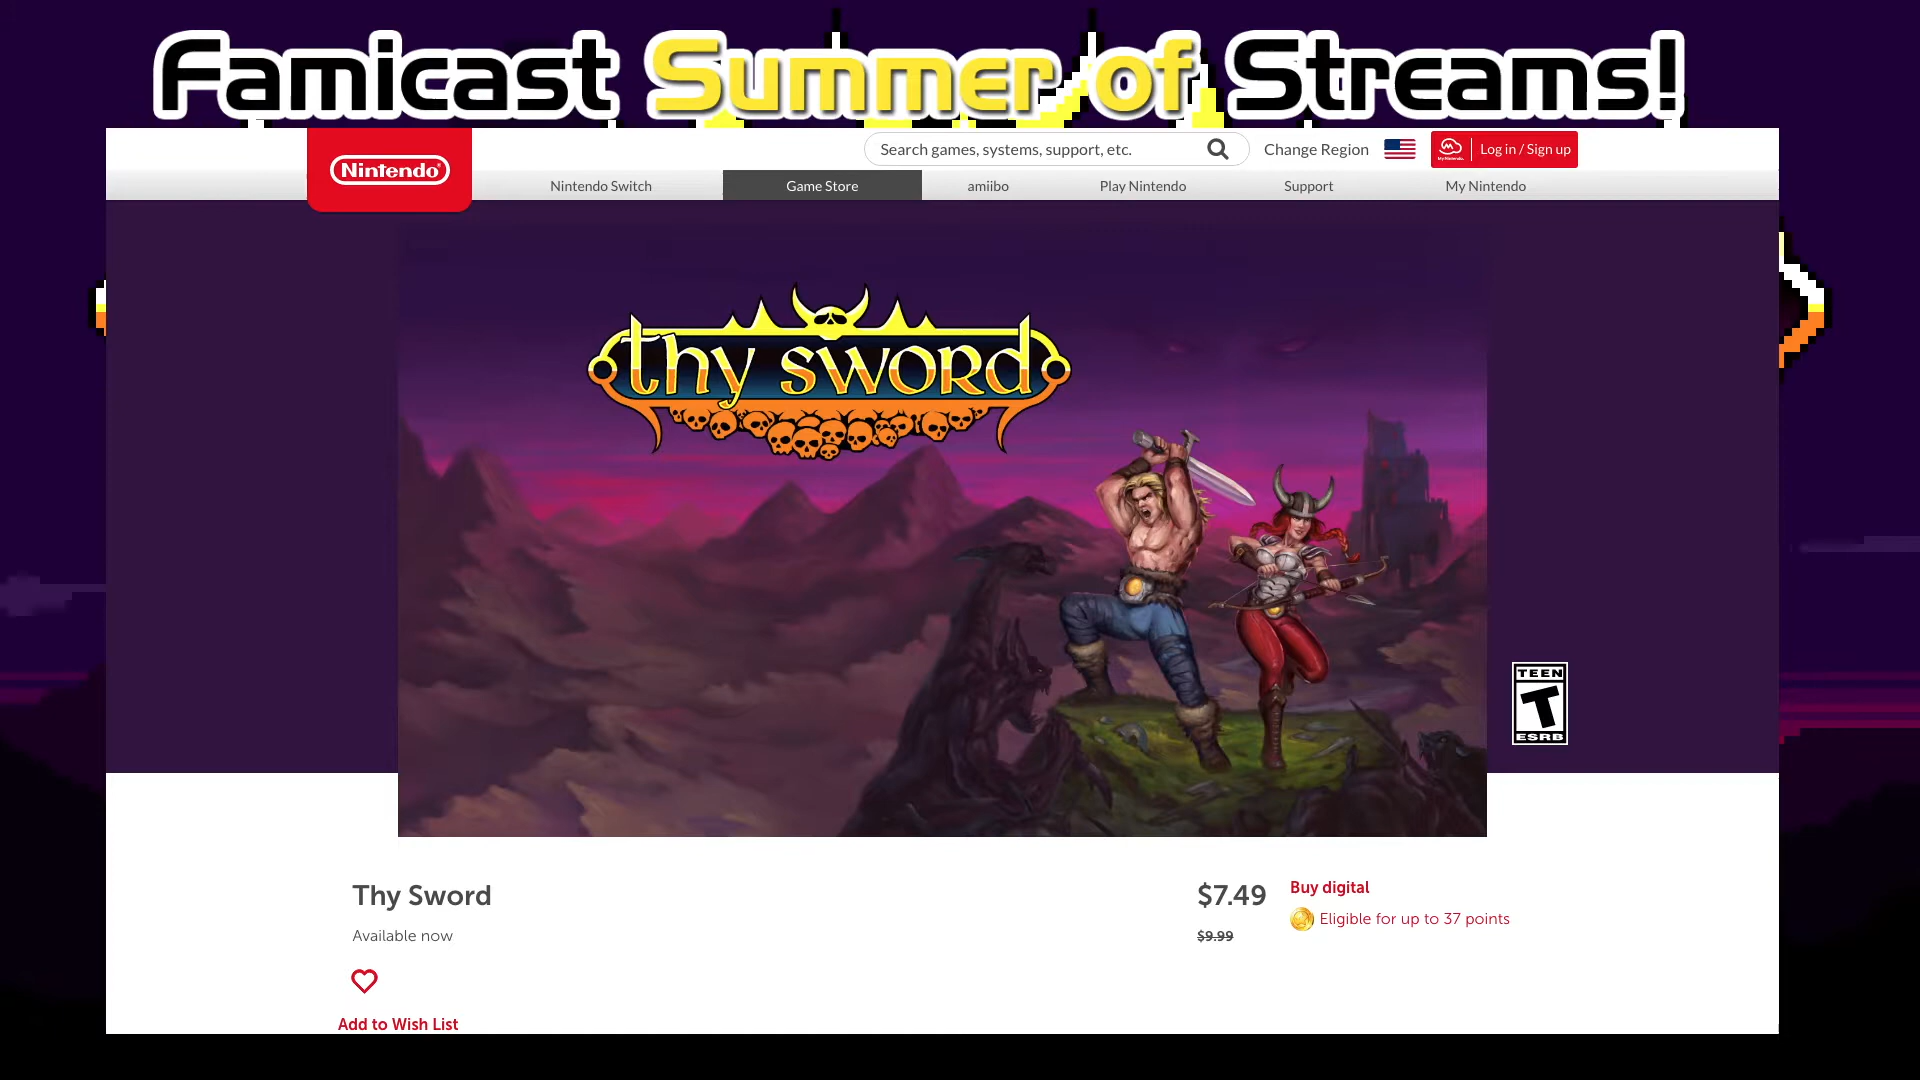 Famicast Summer of Streams!
Nintendo
Search games, systems, support, etc.
Change Region
My Nintendo
Log in / Sign up
Nintendo Switch
Game Store
amiibo
Play Nintendo
Support
My Nintendo
thy sword
TEEN
T
ESRB
Thy Sword
$7.49
Buy digital
Available now
$9.99
Eligible for up to 37 points
Add to Wish List